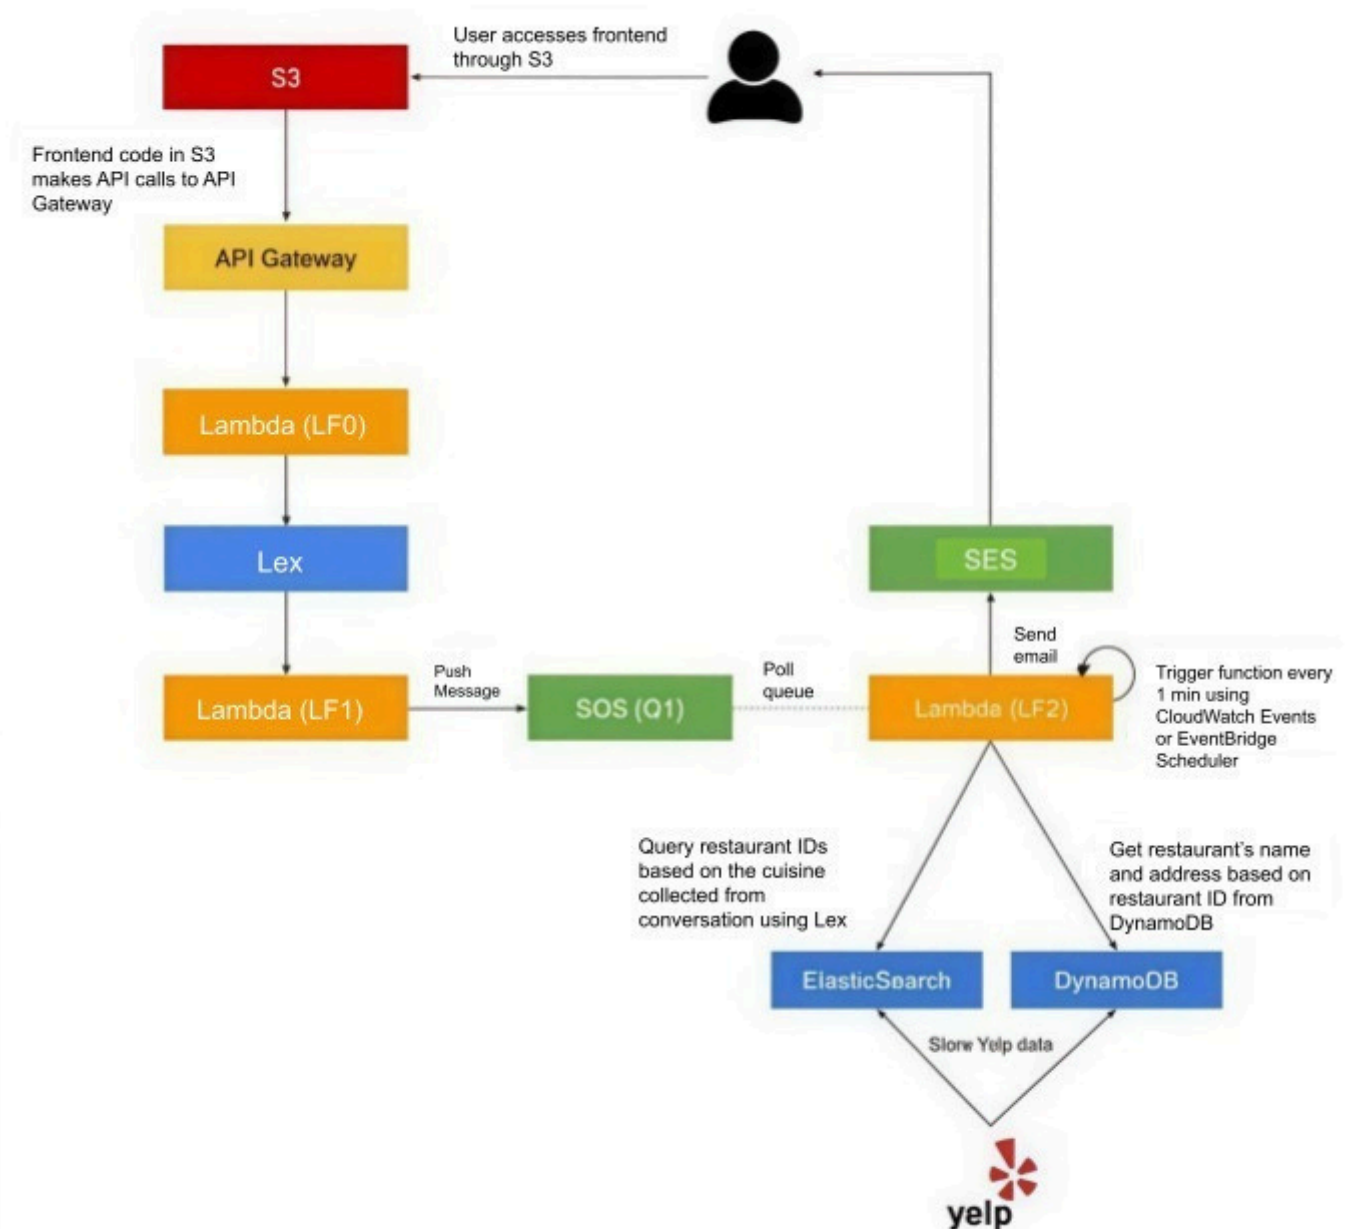 User accesses frontend
through S3
S3
Frontend code in S3
makes API calls to API
Gateway
API Gateway
Lambda (LF0)
Lex
SES
Send
email
Trigger function every
1 min using
CloudWatch Events
or EventBridge
Scheduler
Lambda (LF1)
Push
Message
SOS (Q1)
Poll
queue
Lambda (LF2)
Query restaurant IDs
based on the cuisine
collected from
conversation using Lex
Get restaurant's name
and address based on
restaurant ID from
DynamoDB
ElasticSearch
DynamoDB
Yelp data
yelp